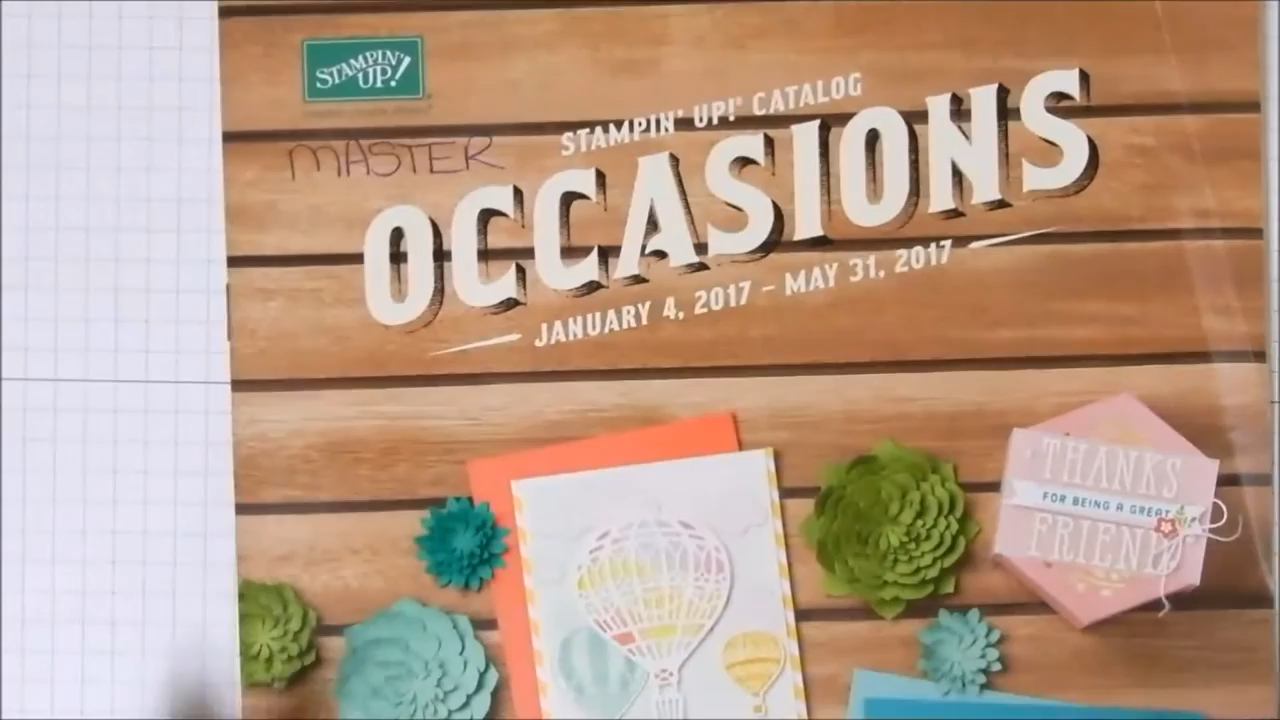 STAMPIN'
UP!
MASTER
STAMPIN' UP!® CATALOG
OCCASIONS
JANUARY 4, 2017 – MAY 31, 2017
THANKS
FOR BEING A GREAT
FRIEND